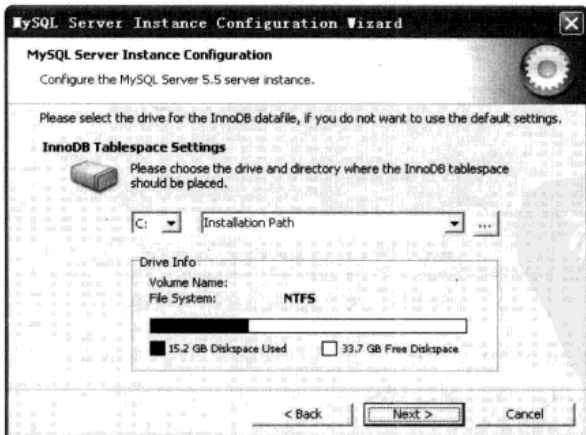 MySQL Server Instance Configuration Wizard
MySQL Server Instance Configuration
Configure the MySQL Server 5.5 server instance.
Please select the drive for the InnoDB datafile, if you do not want to use the default settings.
InnoDB Tablespace Settings
Please choose the drive and directory where the InnoDB tablespace
should be placed.
C: Installation Path ...
Drive Info
Volume Name:
File System: NTFS
15.2 GB Diskspace Used 33.7 GB Free Diskspace
< Back Next > Cancel